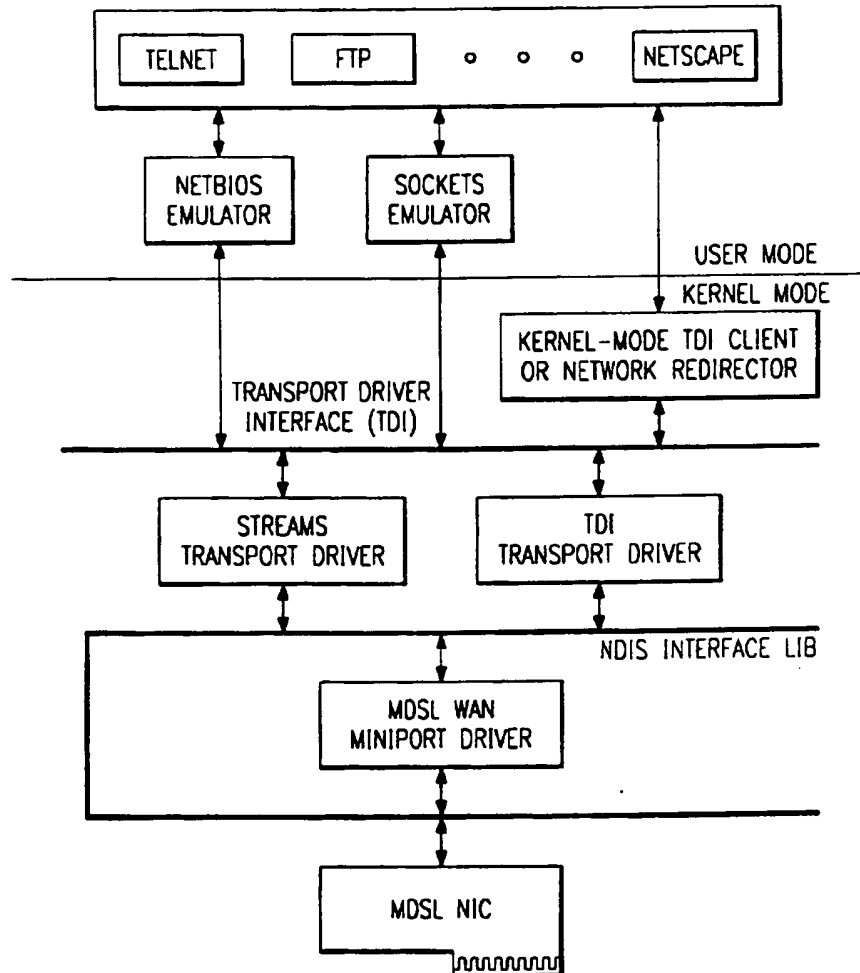 TELNET
FTP
NETSCAPE
NETBIOS
EMULATOR
SOCKETS
EMULATOR
USER MODE
KERNEL MODE
KERNEL-MODE TDI CLIENT
OR NETWORK REDIRECTOR
TRANSPORT DRIVER
INTERFACE (TDI)
STREAMS
TRANSPORT DRIVER
TDI
TRANSPORT DRIVER
NDIS INTERFACE LIB
MDSL WAN
MINIPORT DRIVER
MDSL NIC